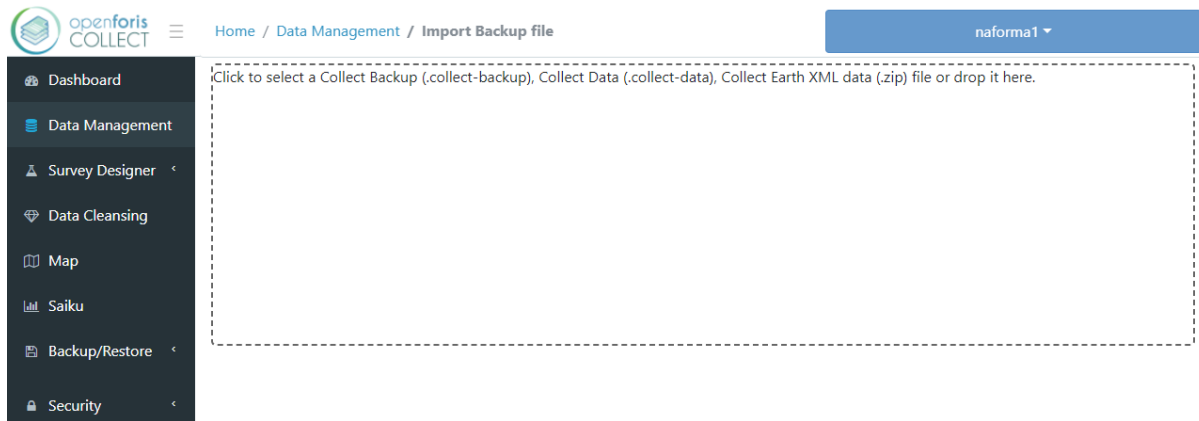 openforis
COLLECT
Home / Data Management / Import Backup file
naforma1
Dashboard
Click to select a Collect Backup (.collect-backup), Collect Data (.collect-data), Collect Earth XML data (.zip) file or drop it here.
Data Management
Survey Designer
Data Cleansing
Map
Saiku
Backup/Restore
Security